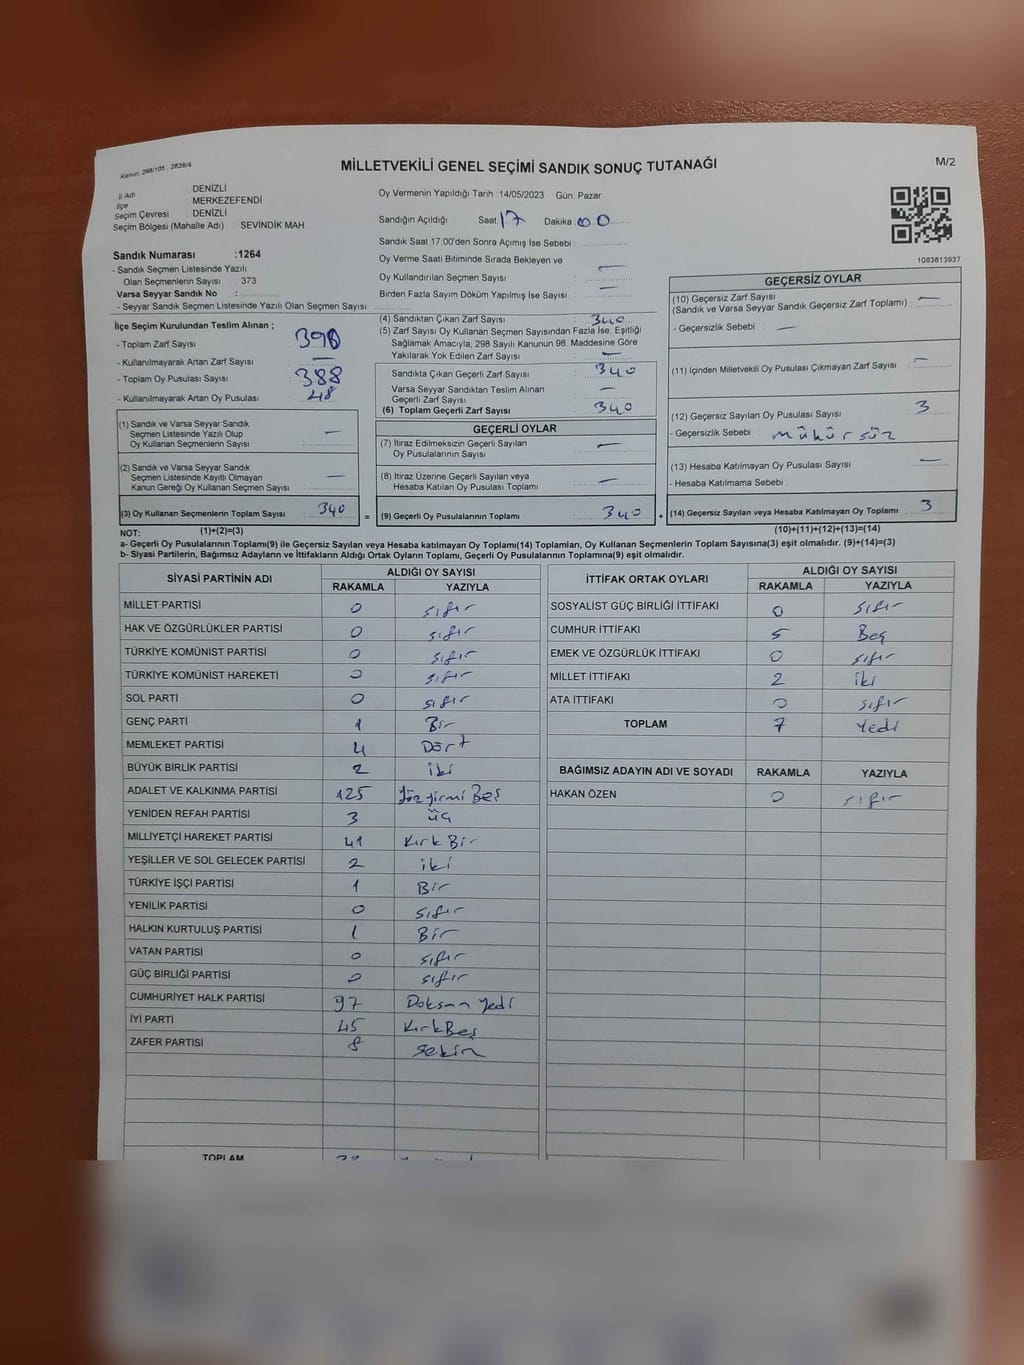 Kanun, 298/105 , 2839/4
MİLLETVEKİLİ GENEL SEÇİMİ SANDIK SONUÇ TUTANAĞI
M/2
İl Adı : DENİZLİ
İlçe : MERKEZEFENDİ
Seçim Çevresi : DENİZLİ
Seçim Bölgesi (Mahalle Adı) : SEVİNDİK MAH
Sandık Numarası :1264
- Sandık Seçmen Listesinde Yazılı
Olan Seçmenlerin Sayısı : 373
Varsa Seyyar Sandık No :
- Seyyar Sandık Seçmen Listesinde Yazılı Olan Seçmen Sayısı
Oy Vermenin Yapıldığı Tarih :14/05/2023 Gün: Pazar
Sandığın Açıldığı Saat 17 Dakika 00
Sandık Saat 17:00'den Sonra Açımış İse Sebebi :
Oy Verme Saati Bitiminde Sırada Bekleyen ve
Oy Kullandırılan Seçmen Sayısı : —
Birden Fazla Sayım Döküm Yapılmış İse Sayısı : —
1083613937
İlçe Seçim Kurulundan Teslim Alınan ;
- Toplam Zarf Sayısı : 390
- Kullanılmayarak Artan Zarf Sayısı : —
- Toplam Oy Pusulası Sayısı : 388
- Kullanılmayarak Artan Oy Pusulası : 48
(4) Sandıktan Çıkan Zarf Sayısı : 340
(5) Zarf Sayısı Oy Kullanan Seçmen Sayısından Fazla İse, Eşitliği
Sağlamak Amacıyla, 298 Sayılı Kanunun 98. Maddesine Göre
Yakılarak Yok Edilen Zarf Sayısı : —
Sandıkta Çıkan Geçerli Zarf Sayısı : 340
Varsa Seyyar Sandıktan Teslim Alınan
Geçerli Zarf Sayısı : —
(6) Toplam Geçerli Zarf Sayısı : 340
GEÇERSİZ OYLAR
(10) Geçersiz Zarf Sayısı
(Sandık ve Varsa Seyyar Sandık Geçersiz Zarf Toplamı) : —
- Geçersizlik Sebebi : —
(11) İçinden Milletvekili Oy Pusulası Çıkmayan Zarf Sayısı : —
(12) Geçersiz Sayılan Oy Pusulası Sayısı : 3
- Geçersizlik Sebebi : mühürsüz
(13) Hesaba Katılmayan Oy Pusulası Sayısı : —
- Hesaba Katılmama Sebebi :
(14) Geçersiz Sayılan veya Hesaba Katılmayan Oy Toplamı : 3
(1) Sandık ve Varsa Seyyar Sandık
Seçmen Listesinde Yazılı Olup
Oy Kullanan Seçmenlerin Sayısı : —
(2) Sandık ve Varsa Seyyar Sandık
Seçmen Listesinde Kayıtlı Olmayan
Kanun Gereği Oy Kullanan Seçmen Sayısı : —
(3) Oy Kullanan Seçmenlerin Toplam Sayısı : 340 =
GEÇERLİ OYLAR
(7) İtiraz Edilmeksizin Geçerli Sayılan
Oy Pusulalarının Sayısı : —
(8) İtiraz Üzerine Geçerli Sayılan veya
Hesaba Katılan Oy Pusulası Toplamı : —
(9) Geçerli Oy Pusulalarının Toplamı : 340 +
NOT: (1)+(2)=(3)
(10)+(11)+(12)+(13)=(14)
a- Geçerli Oy Pusulalarının Toplamı(9) ile Geçersiz Sayılan veya Hesaba katılmayan Oy Toplamı(14) Toplamları, Oy Kullanan Seçmenlerin Toplam Sayısına(3) eşit olmalıdır. (9)+(14)=(3)
b- Siyasi Partilerin, Bağımsız Adayların ve İttifakların Aldığı Ortak Oyların Toplamı, Geçerli Oy Pusulalarının Toplamına(9) eşit olmalıdır.
SİYASİ PARTİNİN ADI ALDIĞI OY SAYISI
RAKAMLA YAZIYLA
MİLLET PARTİSİ 0 sıfır
HAK VE ÖZGÜRLÜKLER PARTİSİ 0 sıfır
TÜRKİYE KOMÜNİST PARTİSİ 0 sıfır
TÜRKİYE KOMÜNİST HAREKETİ 0 sıfır
SOL PARTİ 0 sıfır
GENÇ PARTİ 1 Bir
MEMLEKET PARTİSİ 4 Dört
BÜYÜK BİRLİK PARTİSİ 2 iki
ADALET VE KALKINMA PARTİSİ 125 Yüzyirmi Beş
YENİDEN REFAH PARTİSİ 3 üç
MİLLİYETÇİ HAREKET PARTİSİ 41 Kırk Bir
YEŞİLLER VE SOL GELECEK PARTİSİ 2 iki
TÜRKİYE İŞÇİ PARTİSİ 1 Bir
YENİLİK PARTİSİ 0 sıfır
HALKIN KURTULUŞ PARTİSİ 1 Bir
VATAN PARTİSİ 0 sıfır
GÜÇ BİRLİĞİ PARTİSİ 0 sıfır
CUMHURİYET HALK PARTİSİ 97 Doksan Yedi
İYİ PARTİ 45 Kırk Beş
ZAFER PARTİSİ 8 sekiz
TOPLAM
İTTİFAK ORTAK OYLARI ALDIĞI OY SAYISI
RAKAMLA YAZIYLA
SOSYALİST GÜÇ BİRLİĞİ İTTİFAKI 0 sıfır
CUMHUR İTTİFAKI 5 Beş
EMEK VE ÖZGÜRLÜK İTTİFAKI 0 sıfır
MİLLET İTTİFAKI 2 iki
ATA İTTİFAKI 0 sıfır
TOPLAM 7 Yedi
BAĞIMSIZ ADAYIN ADI VE SOYADI RAKAMLA YAZIYLA
HAKAN ÖZEN 0 sıfır